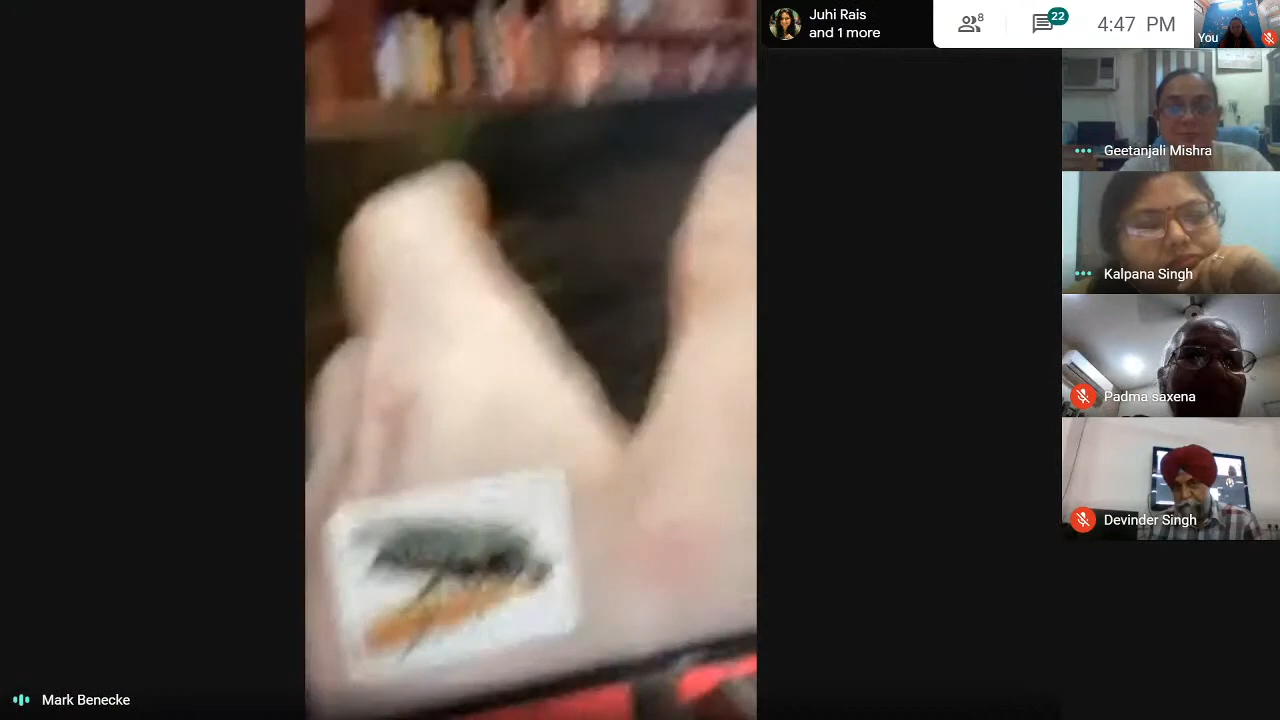 Juhi Rais
and 1 more
8
22
4:47 PM
You
Geetanjali Mishra
Kalpana Singh
Padma saxena
Devinder Singh
Mark Benecke